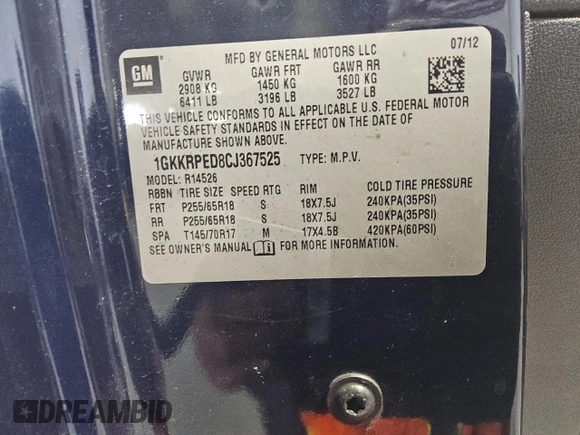 GM
MFD BY GENERAL MOTORS LLC 07/12
GVWR GAWR FRT GAWR RR
2908 KG 1450 KG 1600 KG
6411 LB 3196 LB 3527 LB
THIS VEHICLE CONFORMS TO ALL APPLICABLE U.S. FEDERAL MOTOR
VEHICLE SAFETY STANDARDS IN EFFECT ON THE DATE OF
MANUFACTURE SHOWN ABOVE.
1GKKRPED8CJ367525 TYPE: M.P.V.
MODEL: R14526
RBBN TIRE SIZE SPEED RTG RIM COLD TIRE PRESSURE
FRT P255/65R18 S 18X7.5J 240KPA(35PSI)
RR P255/65R18 S 18X7.5J 240KPA(35PSI)
SPA T145/70R17 M 17X4.5B 420KPA(60PSI)
SEE OWNER'S MANUAL FOR MORE INFORMATION.
DREAMBID